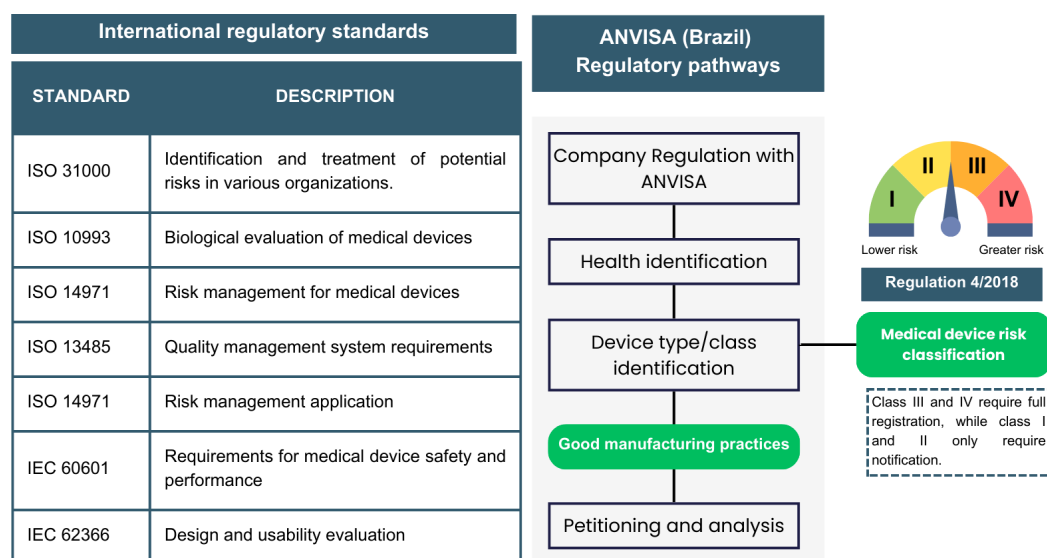 International regulatory standards
STANDARD
DESCRIPTION
ISO 31000
Identification and treatment of potential
risks in various organizations.
ISO 10993
Biological evaluation of medical devices
ISO 14971
Risk management for medical devices
ISO 13485
Quality management system requirements
ISO 14971
Risk management application
IEC 60601
Requirements for medical device safety and
performance
IEC 62366
Design and usability evaluation
ANVISA (Brazil)
Regulatory pathways
Company Regulation with
ANVISA
Health identification
Device type/class
identification
Good manufacturing practices
Petitioning and analysis
I
II
III
IV
Lower risk
Greater risk
Regulation 4/2018
Medical device risk
classification
Class III and IV require full
registration, while class I
and II only require
notification.